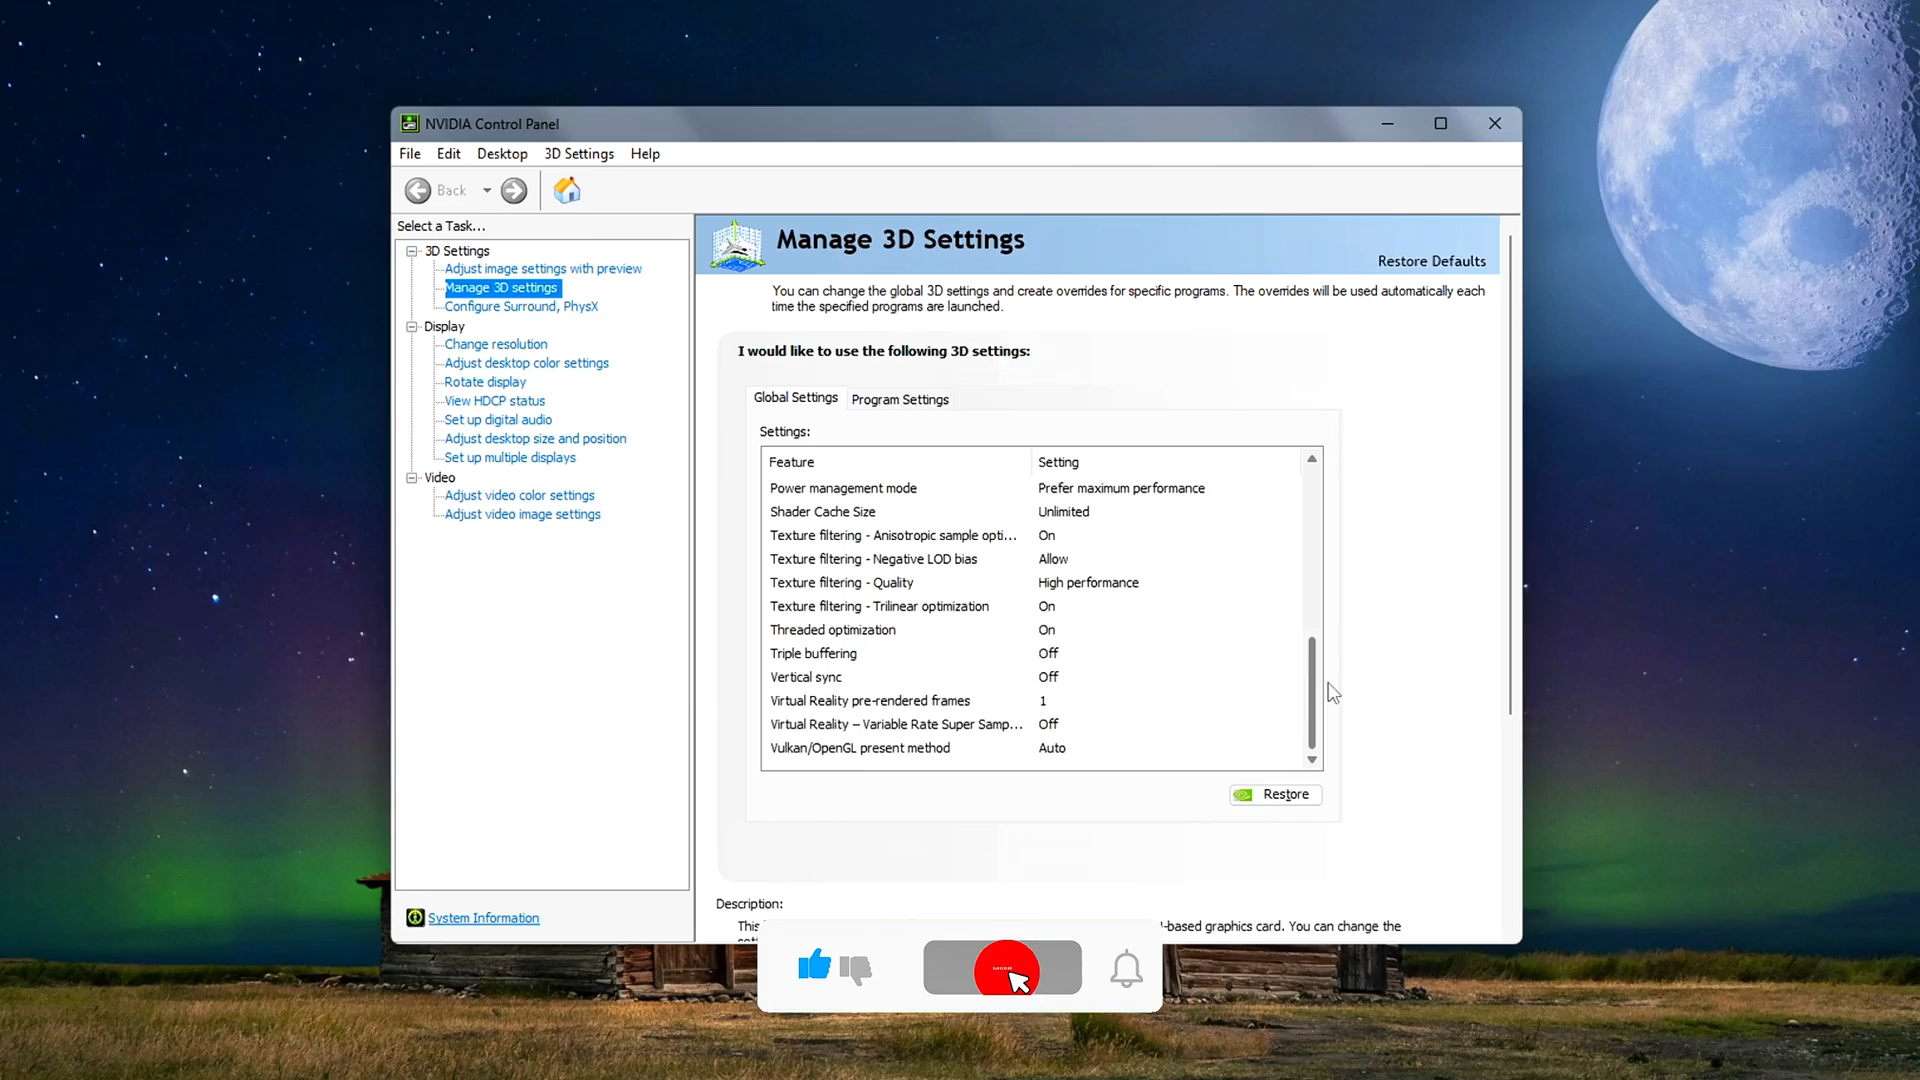 NVIDIA Control Panel
File Edit Desktop 3D Settings Help
Back
Select a Task...
3D Settings
Adjust image settings with preview
Manage 3D settings
Configure Surround, PhysX
Display
Change resolution
Adjust desktop color settings
Rotate display
View HDCP status
Set up digital audio
Adjust desktop size and position
Set up multiple displays
Video
Adjust video color settings
Adjust video image settings
System Information
Manage 3D Settings
Restore Defaults
You can change the global 3D settings and create overrides for specific programs. The overrides will be used automatically each
time the specified programs are launched.
I would like to use the following 3D settings:
Global Settings Program Settings
Settings:
Feature Setting
Power management mode Prefer maximum performance
Shader Cache Size Unlimited
Texture filtering - Anisotropic sample opti... On
Texture filtering - Negative LOD bias Allow
Texture filtering - Quality High performance
Texture filtering - Trilinear optimization On
Threaded optimization On
Triple buffering Off
Vertical sync Off
Virtual Reality pre-rendered frames 1
Virtual Reality – Variable Rate Super Samp... Off
Vulkan/OpenGL present method Auto
Restore
Description:
This -based graphics card. You can change the